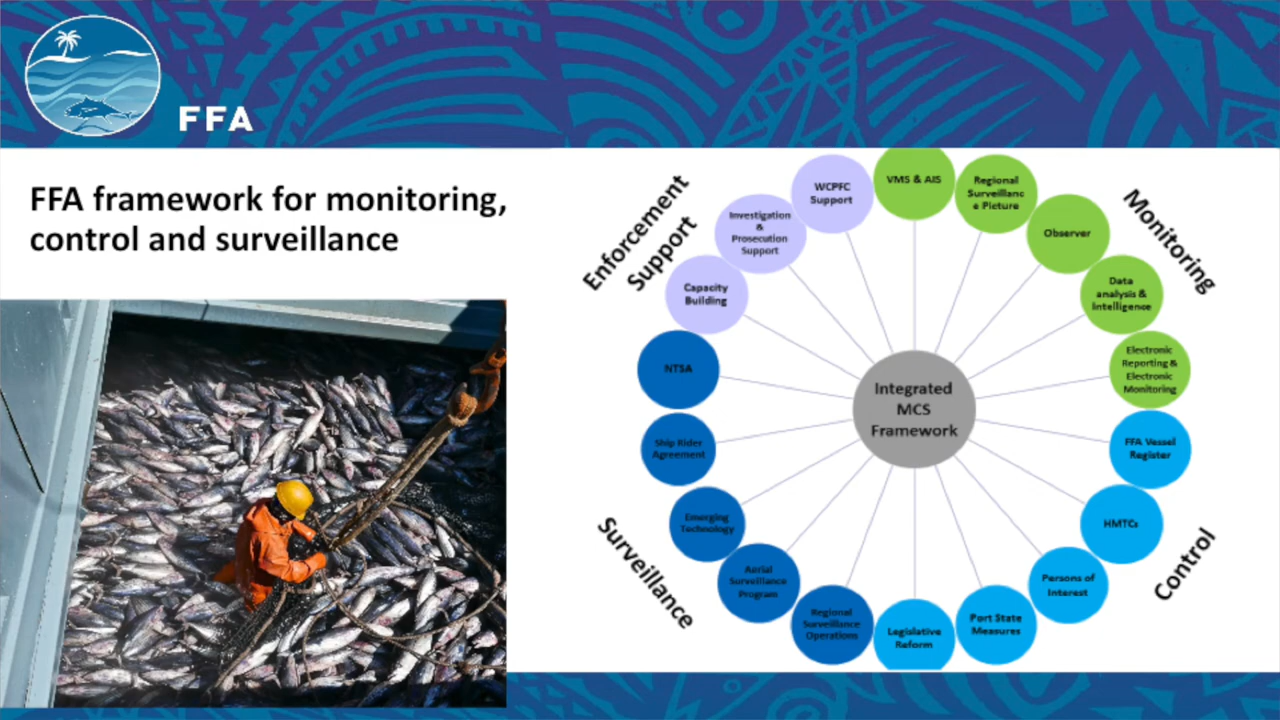 FFA
FFA framework for monitoring,
control and surveillance
Enforcement
Support
Monitoring
Surveillance
Control
Integrated
MCS
Framework
VMS & AIS
Regional
Surveillanc
e Picture
Observer
Data
analysis &
Intelligence
Electronic
Reporting &
Electronic
Monitoring
FFA Vessel
Register
HMTCs
Persons of
Interest
Port State
Measures
Legislative
Reform
Regional
Surveillance
Operations
Aerial
Surveillance
Program
Emerging
Technology
Ship Rider
Agreement
NTSA
Capacity
Building
Investigation
&
Prosecution
Support
WCPFC
Support